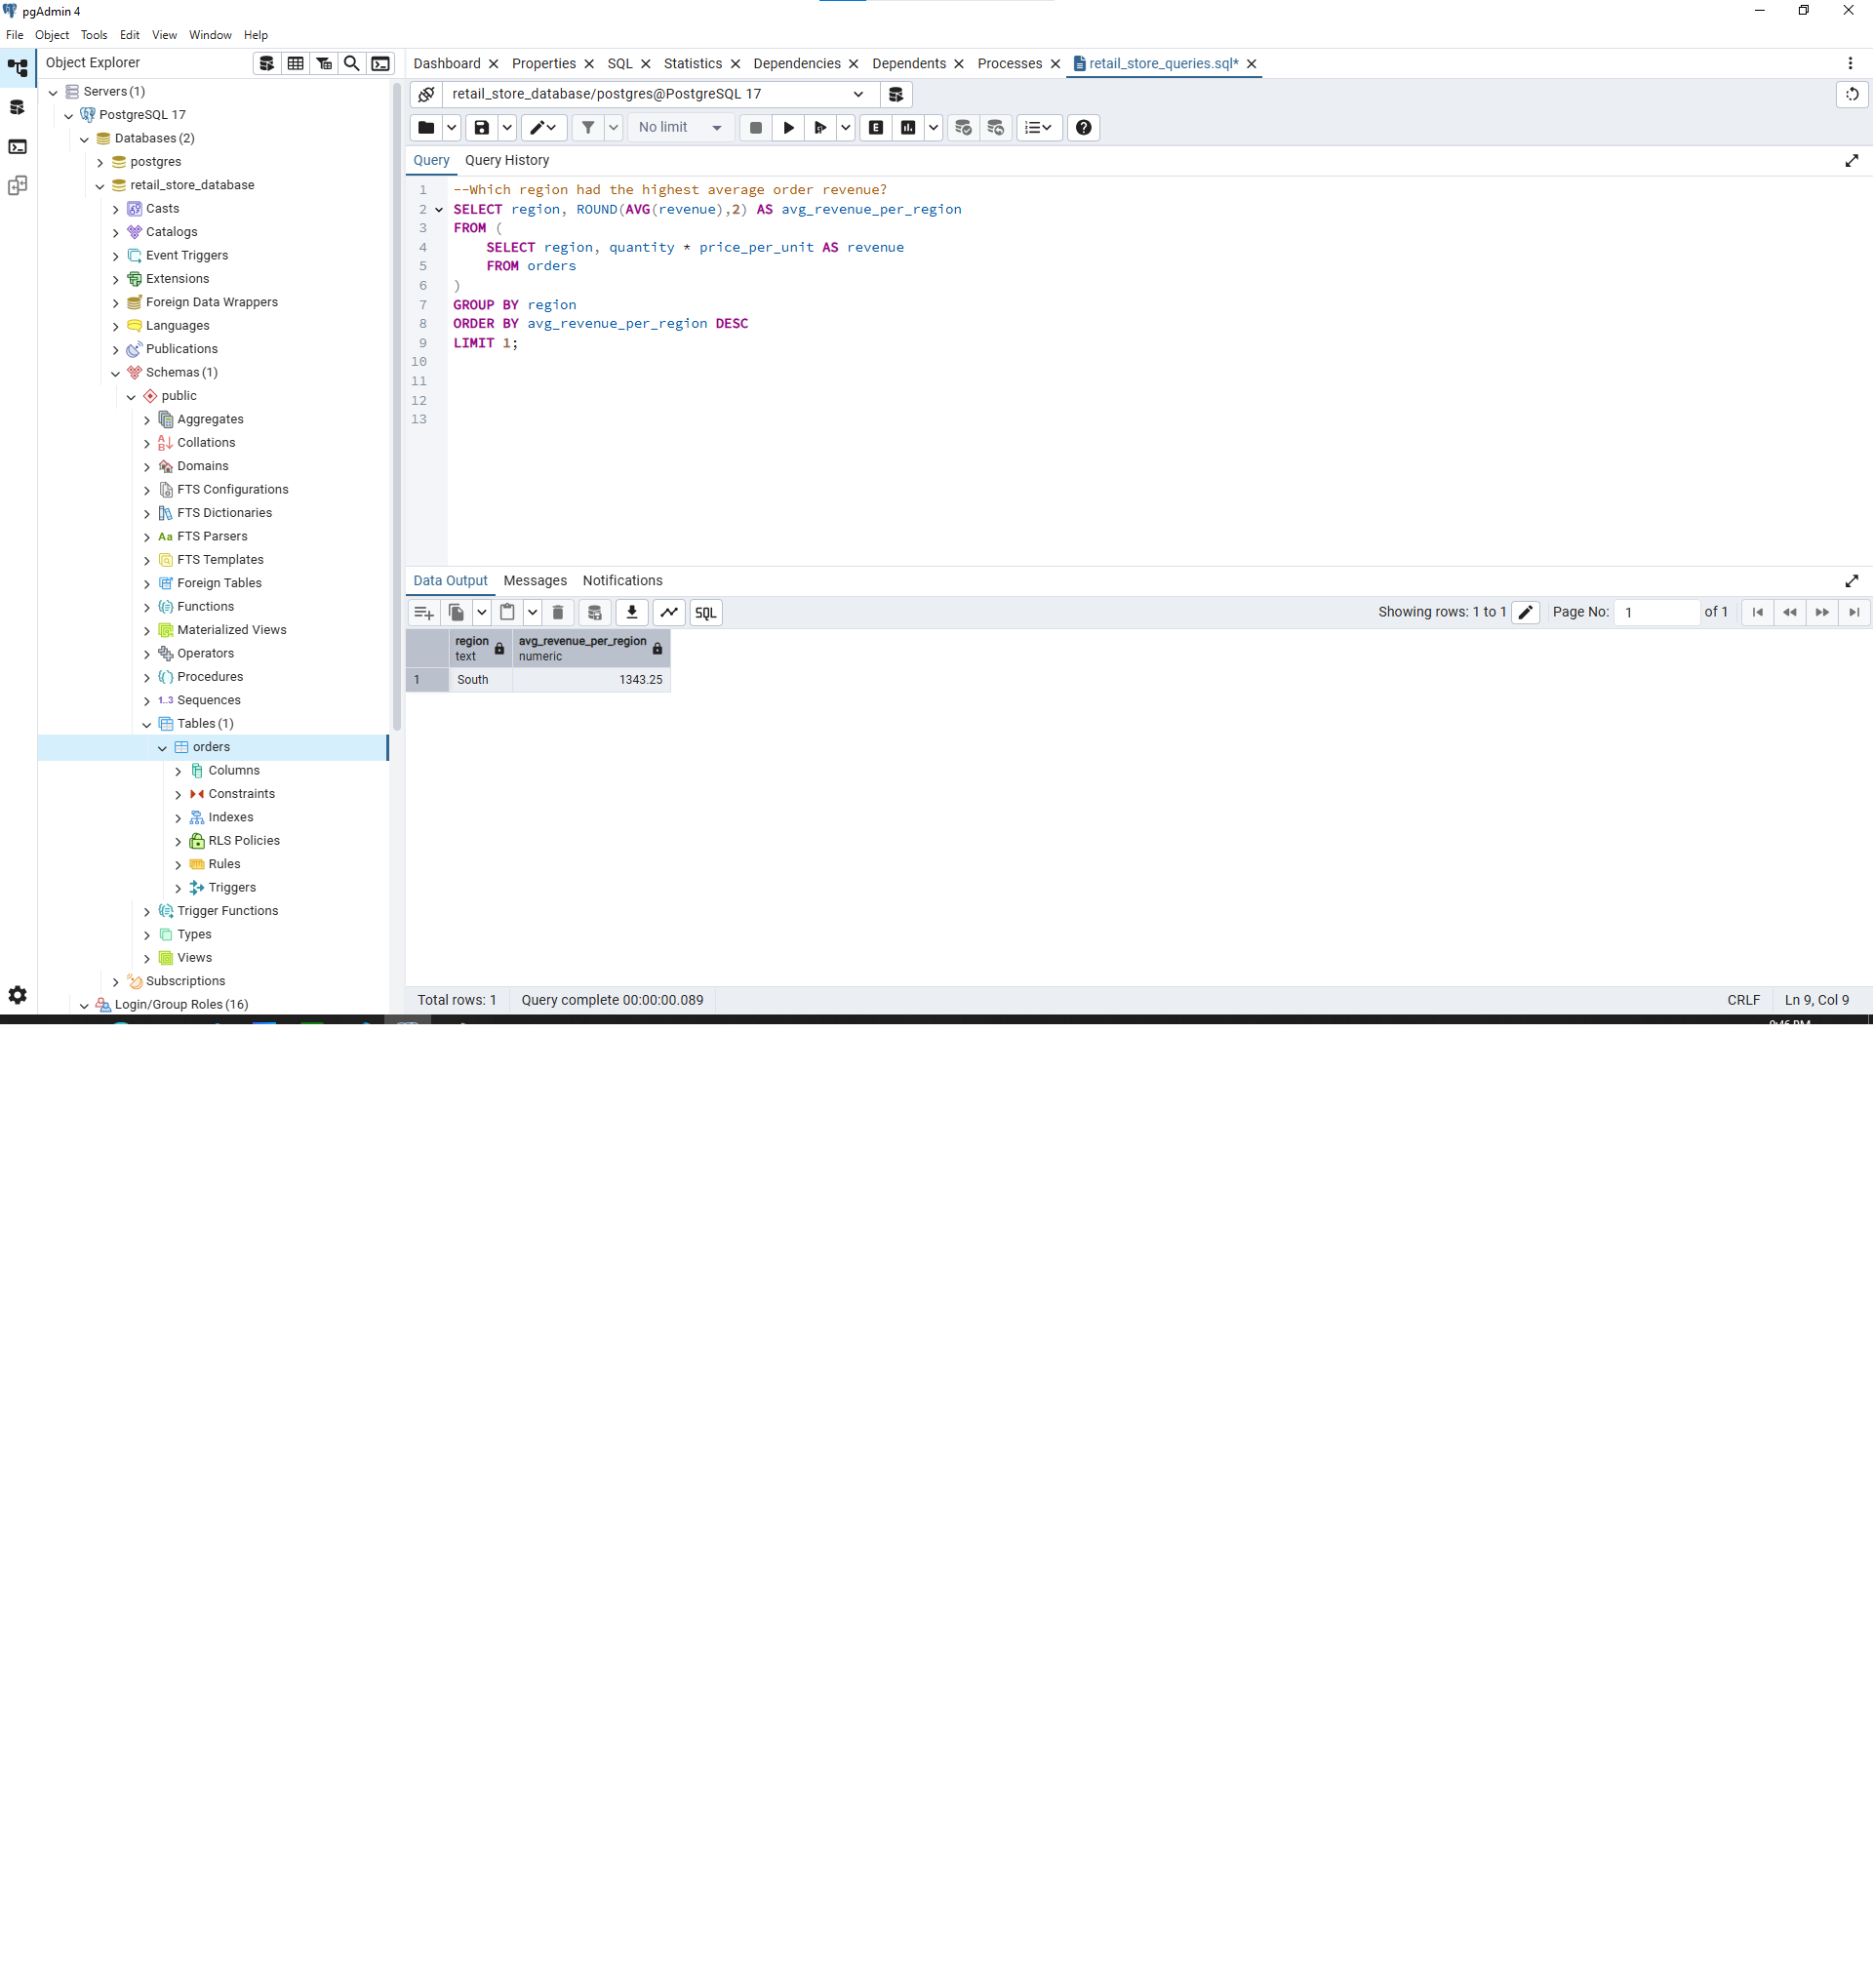 pgAdmin 4
File Object Tools Edit View Window Help
Object Explorer
Servers (1)
PostgreSQL 17
Databases (2)
postgres
retail_store_database
Casts
Catalogs
Event Triggers
Extensions
Foreign Data Wrappers
Languages
Publications
Schemas (1)
public
Aggregates
Collations
Domains
FTS Configurations
FTS Dictionaries
Aa FTS Parsers
FTS Templates
Foreign Tables
Functions
Materialized Views
Operators
Procedures
1..3 Sequences
Tables (1)
orders
Columns
Constraints
Indexes
RLS Policies
Rules
Triggers
Trigger Functions
Types
Views
Subscriptions
Login/Group Roles (16)
Dashboard Properties SQL Statistics Dependencies Dependents Processes retail_store_queries.sql*
retail_store_database/postgres@PostgreSQL 17
No limit E
Query Query History
1 --Which region had the highest average order revenue?
2 SELECT region, ROUND(AVG(revenue),2) AS avg_revenue_per_region
3 FROM (
4 SELECT region, quantity * price_per_unit AS revenue
5 FROM orders
6 )
7 GROUP BY region
8 ORDER BY avg_revenue_per_region DESC
9 LIMIT 1;
10
11
12
13
Data Output Messages Notifications
SQL Showing rows: 1 to 1 Page No: 1 of 1
region avg_revenue_per_region
text numeric
1 South 1343.25
Total rows: 1 Query complete 00:00:00.089 CRLF Ln 9, Col 9